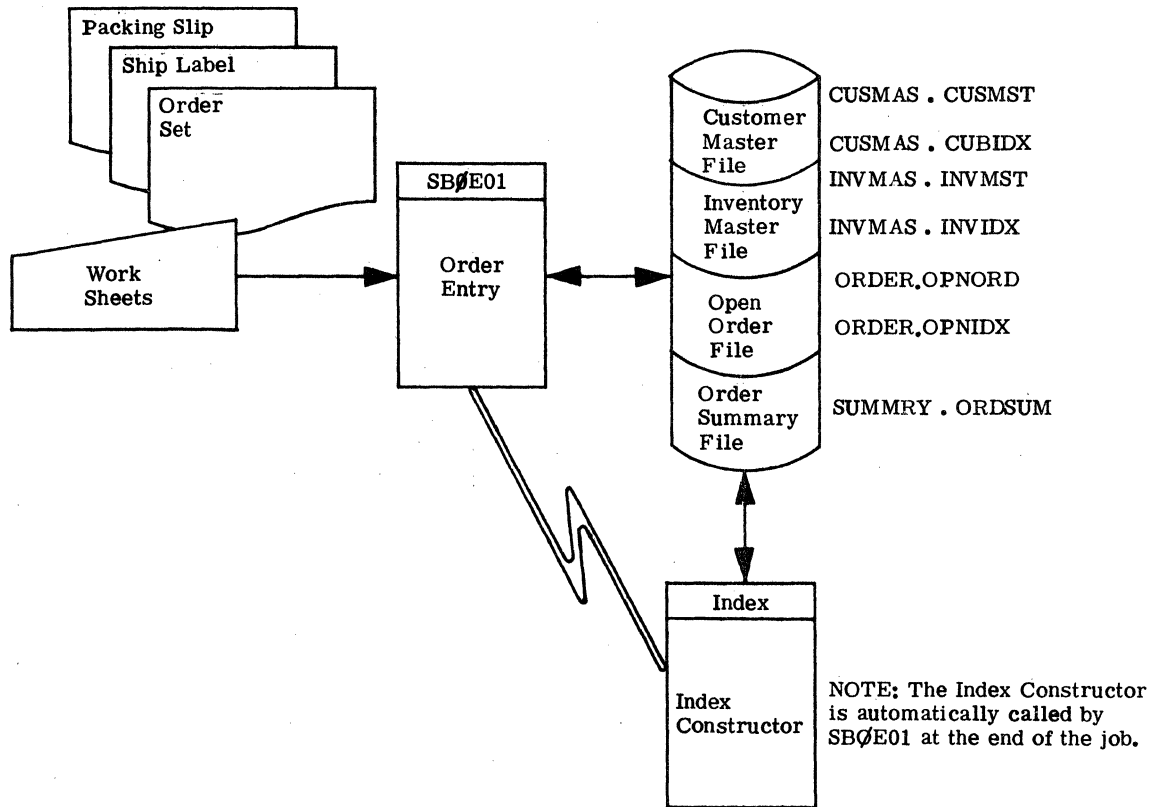 Packing Slip
Ship Label
Order
Set
Work
Sheets
SBØE01
Order
Entry
Customer
Master
File
CUSMAS . CUSMST
CUSMAS . CUBIDX
Inventory
Master
File
INVMAS . INVMST
INVMAS . INVIDX
Open
Order
File
ORDER.OPNORD
ORDER.OPNIDX
Order
Summary
File
SUMMRY . ORDSUM
Index
Index
Constructor
NOTE: The Index Constructor
is automatically called by
SBØE01 at the end of the job.